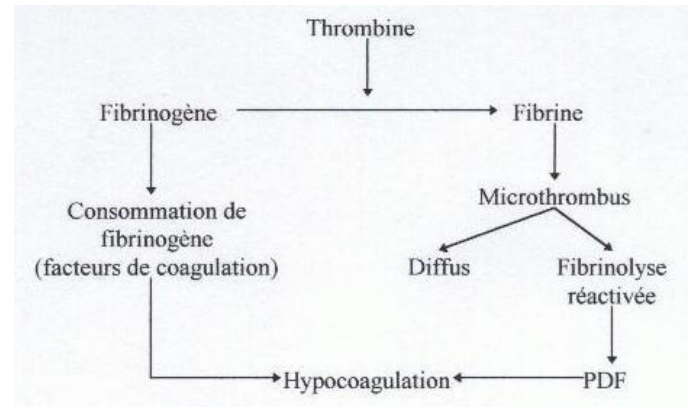 Thrombine
Fibrinogène
Fibrine
Consommation de
fibrinogène
(facteurs de coagulation)
Microthrombus
Diffus
Fibrinolyse
réactivée
Hypocoagulation
PDF